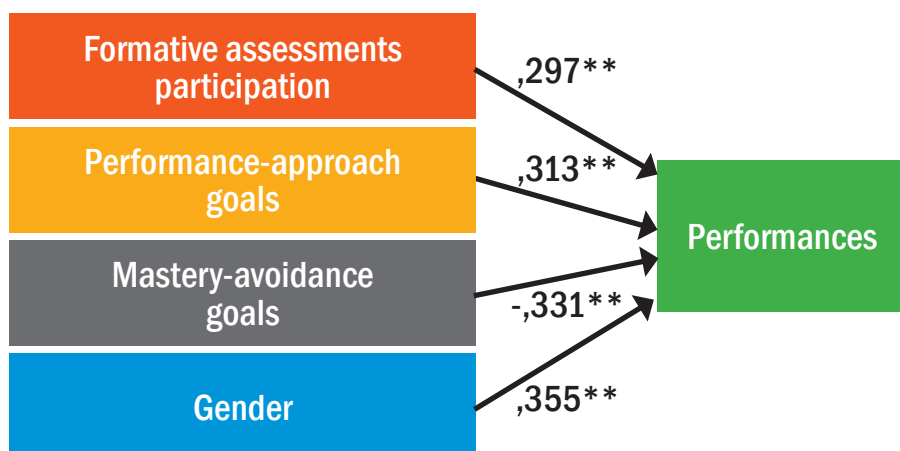 Formative assessments
participation
,297**
Performance-approach
goals
,313**
Performances
Mastery-avoidance
goals
-,331**
Gender
,355**